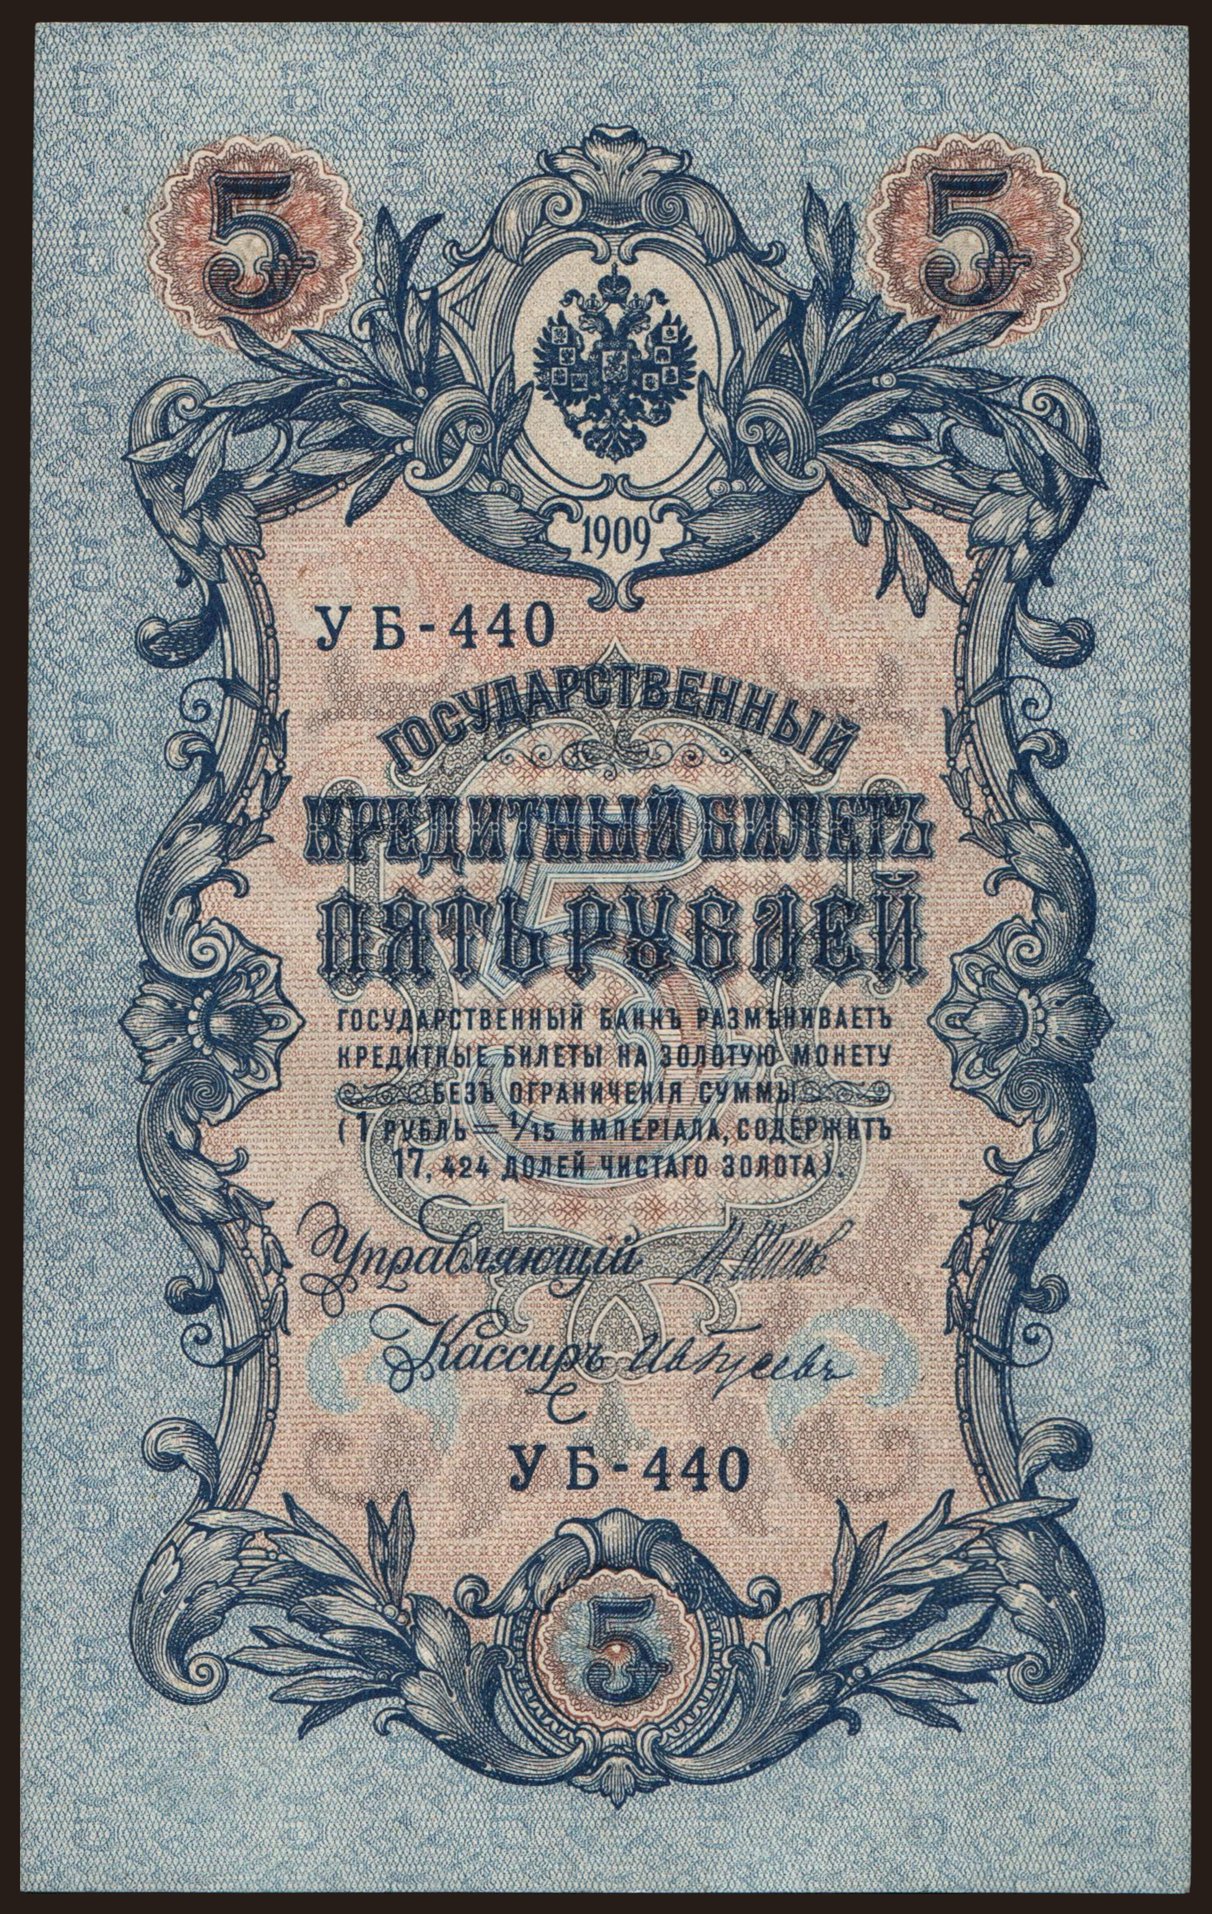 5 5
1909
УБ-440
ГОСУДАРСТВЕННЫЙ
КРЕДИТНЫЙ БИЛЕТЪ
ПЯТЬ РУБЛЕЙ
ГОСУДАРСТВЕННЫЙ БАНКЪ РАЗМѢНИВАЕТЪ
КРЕДИТНЫЕ БИЛЕТЫ НА ЗОЛОТУЮ МОНЕТУ
БЕЗЪ ОГРАНИЧЕНІЯ СУММЫ
(1 РУБЛЬ = 1/15 ИМПЕРІАЛА, СОДЕРЖИТЪ
17,424 ДОЛЕЙ ЧИСТАГО ЗОЛОТА).
Управляющій
Кассиръ
УБ-440
5